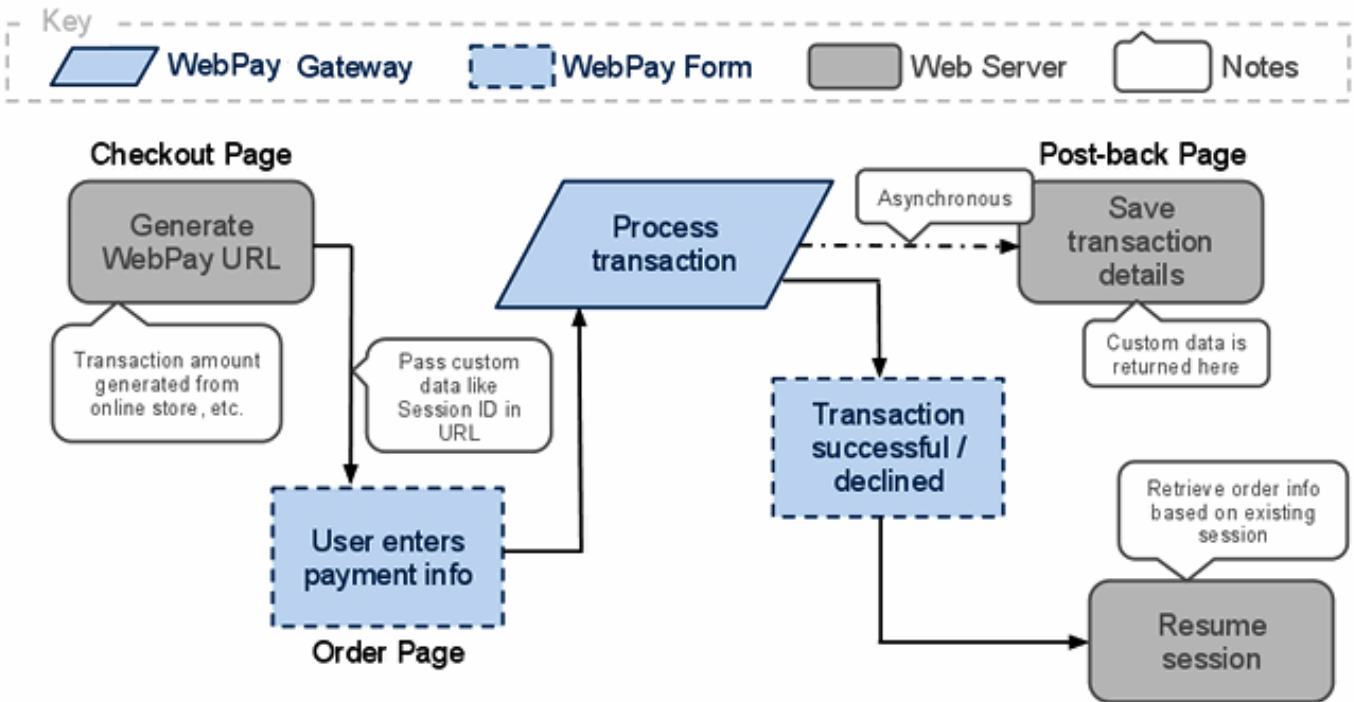 Key
WebPay Gateway
WebPay Form
Web Server
Notes
Checkout Page
Generate
WebPay URL
Transaction amount
generated from
online store, etc.
Pass custom
data like
Session ID in
URL
User enters
payment info
Order Page
Process
transaction
Asynchronous
Post-back Page
Save
transaction
details
Custom data is
returned here
Transaction
successful /
declined
Retrieve order info
based on existing
session
Resume
session